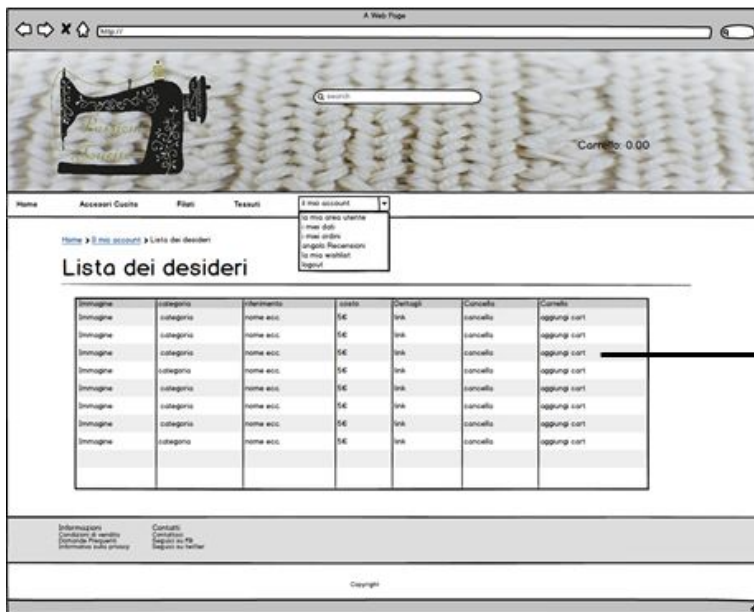 A Web Page
http://
search
Carrello: 0.00
Home Accessori Cucito Filati Tessuti il mio account
la mia area utente
i miei dati
i miei ordini
angolo Recensioni
la mia wishlist
logout
Home > Il mio account > Lista dei desideri
Lista dei desideri
Immagine categoria riferimento costo Dettagli Cancella Carrello
Immagine categoria nome ecc. 5€ link cancella aggiungi cart
Immagine categoria nome ecc. 5€ link cancella aggiungi cart
Immagine categoria nome ecc. 5€ link cancella aggiungi cart
Immagine categoria nome ecc. 5€ link cancella aggiungi cart
Immagine categoria nome ecc. 5€ link cancella aggiungi cart
Immagine categoria nome ecc. 5€ link cancella aggiungi cart
Immagine categoria nome ecc. 5€ link cancella aggiungi cart
Immagine categoria nome ecc. 5€ link cancella aggiungi cart
Informazioni
Condizioni di vendita
Domande Frequenti
Informativa sulla privacy
Contatti
Contattaci
Seguici su FB
Seguici su twitter
Copyright